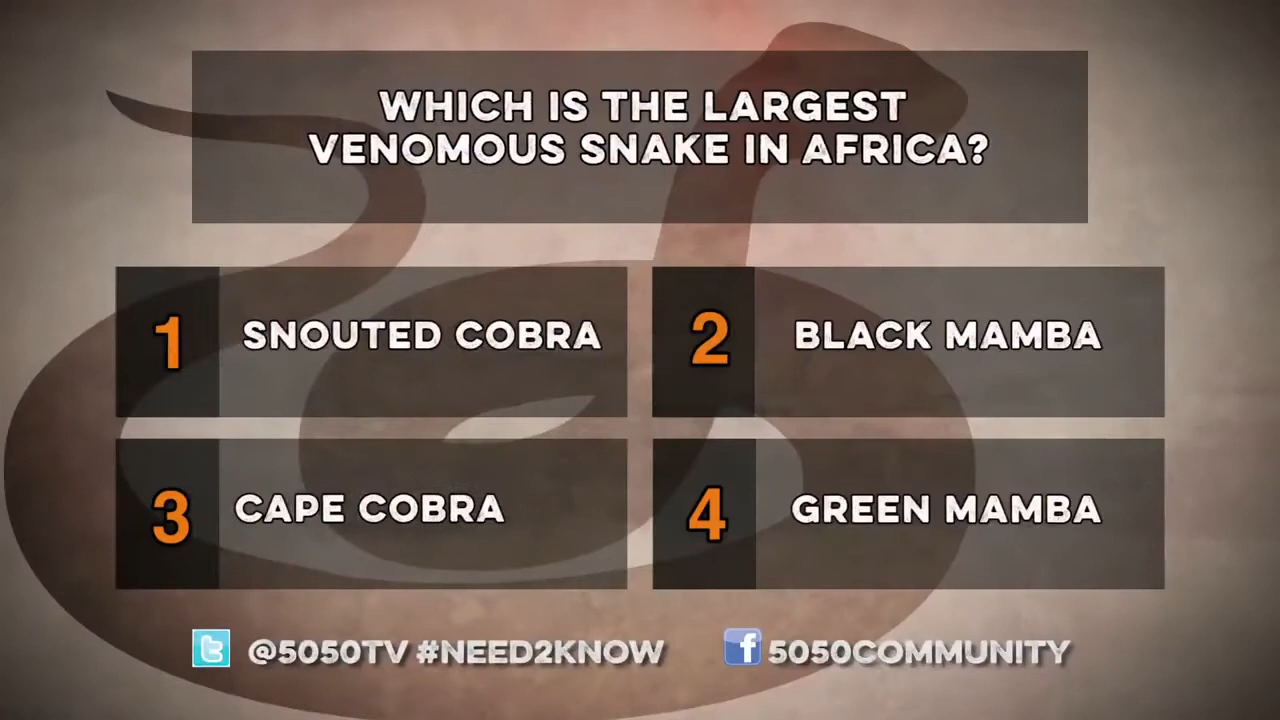 WHICH IS THE LARGEST
VENOMOUS SNAKE IN AFRICA?
1 SNOUTED COBRA
2 BLACK MAMBA
3 CAPE COBRA
4 GREEN MAMBA
@5050TV #NEED2KNOW
5050COMMUNITY